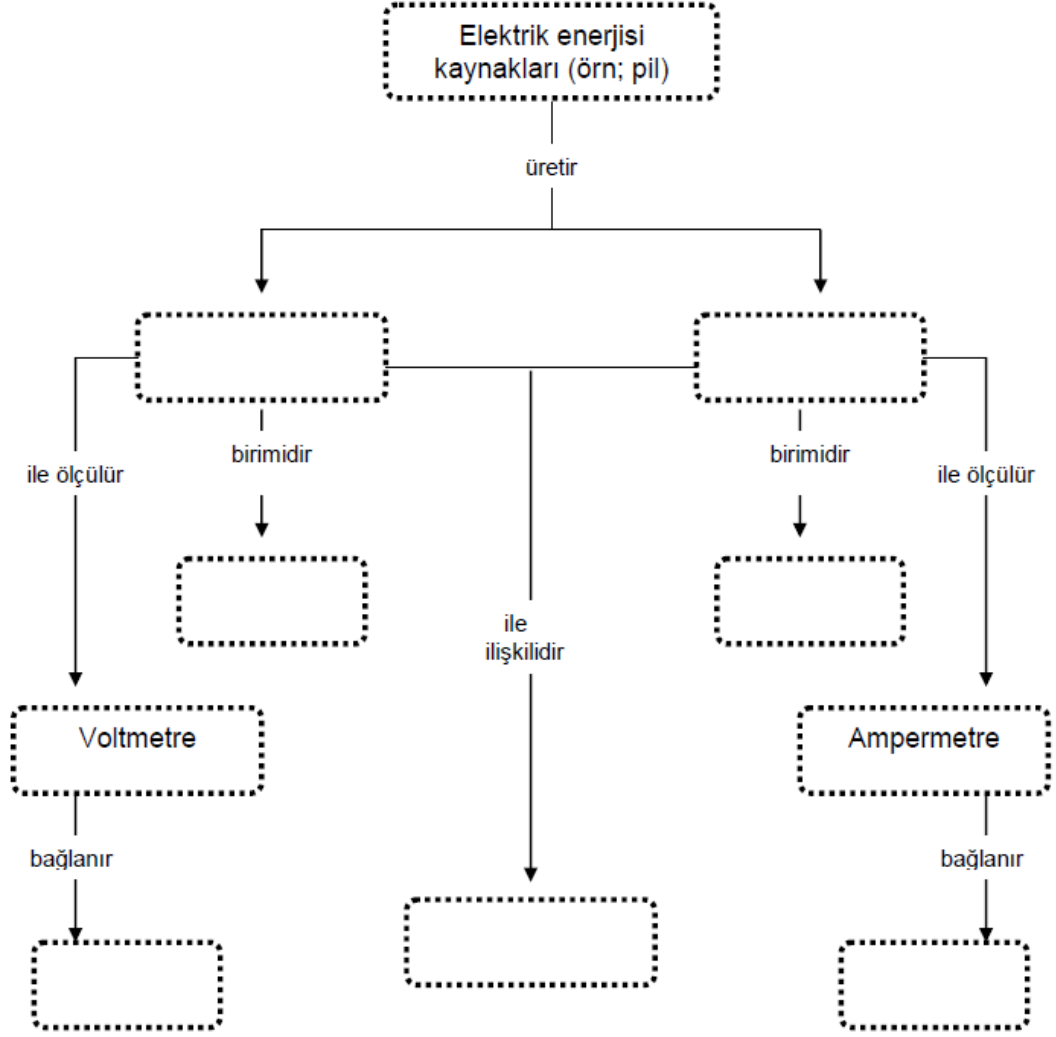 Elektrik enerjisi
kaynakları (örn; pil)
üretir
birimidir
birimidir
ile ölçülür
ile ölçülür
ile
ilişkilidir
Voltmetre
Ampermetre
bağlanır
bağlanır